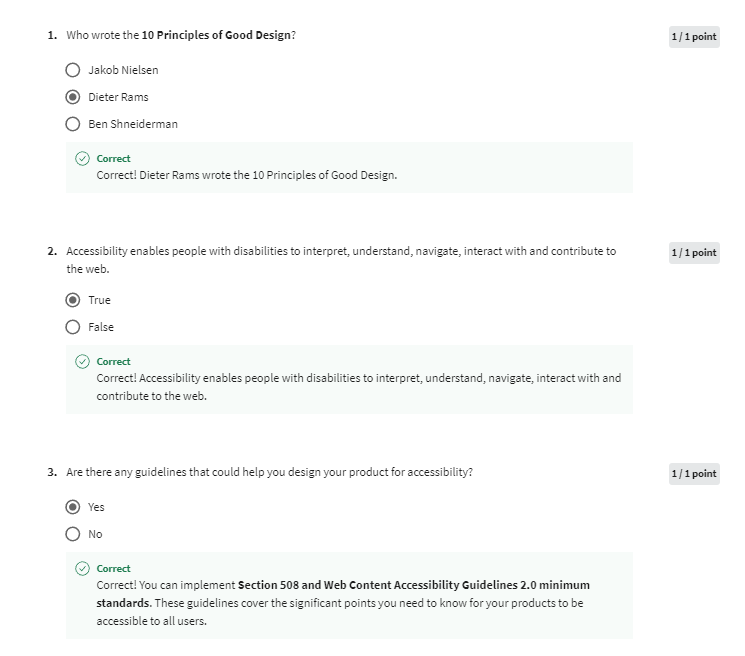 1. Who wrote the 10 Principles of Good Design?
1 / 1 point
Jakob Nielsen
Dieter Rams
Ben Shneiderman
Correct
Correct! Dieter Rams wrote the 10 Principles of Good Design.
2. Accessibility enables people with disabilities to interpret, understand, navigate, interact with and contribute to
the web.
1 / 1 point
True
False
Correct
Correct! Accessibility enables people with disabilities to interpret, understand, navigate, interact with and
contribute to the web.
3. Are there any guidelines that could help you design your product for accessibility?
1 / 1 point
Yes
No
Correct
Correct! You can implement Section 508 and Web Content Accessibility Guidelines 2.0 minimum
standards. These guidelines cover the significant points you need to know for your products to be
accessible to all users.